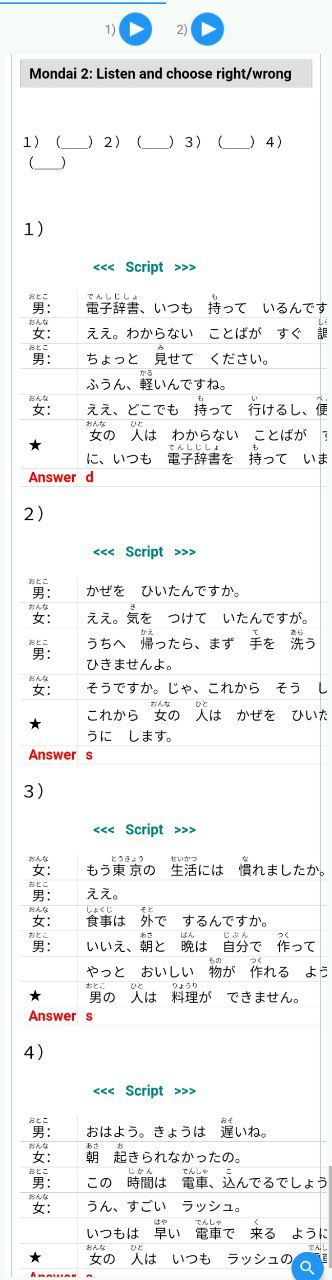 1) 2)
Mondai 2: Listen and choose right/wrong
1） （____） 2） （____） 3） （____） 4）
（____）
1）
<<< Script >>>
男： 電子辞書、いつも 持って いるんです
女： ええ。わからない ことばが すぐ 調
男： ちょっと 見せて ください。
ふうん、軽いんですね。
女： ええ、どこでも 持って 行けるし、便
★ 女の 人は わからない ことばが す
に、いつも 電子辞書を 持って いま
Answer d
2）
<<< Script >>>
男： かぜを ひいたんですか。
女： ええ。気を つけて いたんですが。
男： うちへ 帰ったら、まず 手を 洗う
ひきませんよ。
女： そうですか。じゃ、これから そう し
★ これから 女の 人は かぜを ひいた
うに します。
Answer s
3）
<<< Script >>>
女： もう東京の 生活には 慣れましたか。
男： ええ。
女： 食事は 外で するんですか。
男： いいえ、朝と 晩は 自分で 作って
やっと おいしい 物が 作れる よう
★ 男の 人は 料理が できません。
Answer s
4）
<<< Script >>>
男： おはよう。きょうは 遅いね。
女： 朝 起きられなかったの。
男： この 時間は 電車、込んでるでしょう
女： うん、すごい ラッシュ。
いつもは 早い 電車で 来る ように
★ 女の 人は いつも ラッシュの
Answer s